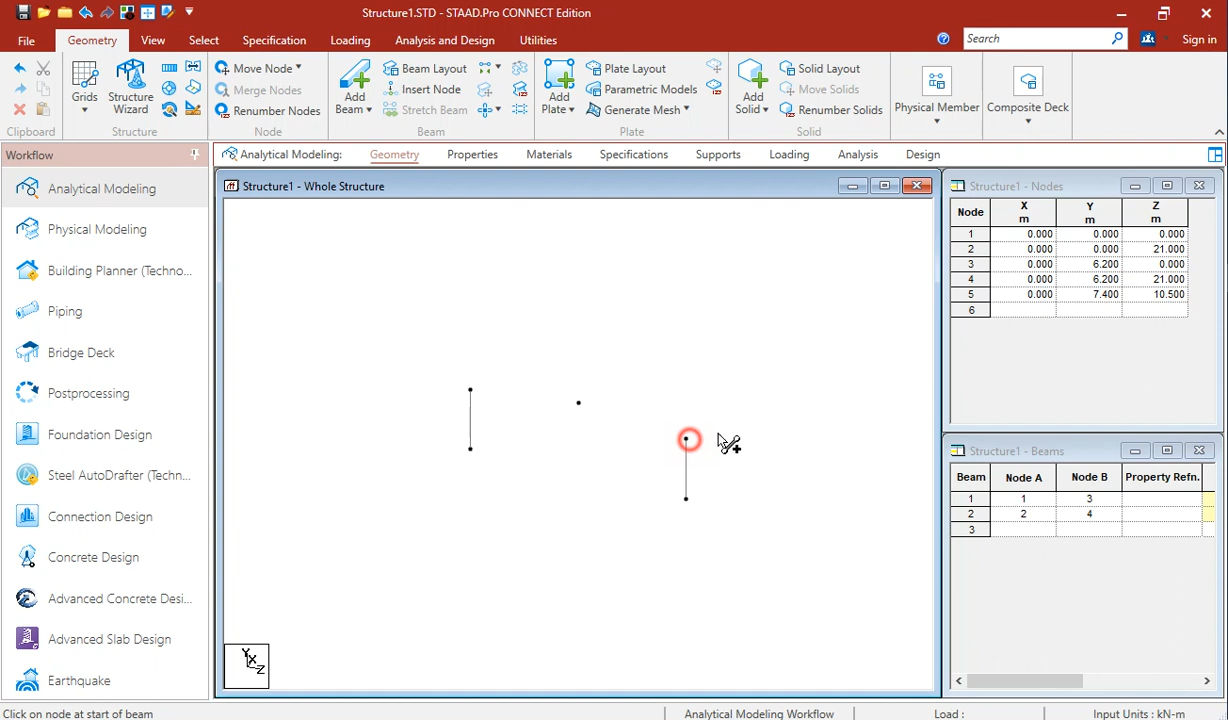 Structure1.STD - STAAD.Pro CONNECT Edition
File Geometry View Select Specification Loading Analysis and Design Utilities Search Sign in
Move Node Beam Layout Plate Layout Solid Layout
Merge Nodes Insert Node Parametric Models Move Solids
Renumber Nodes Stretch Beam Generate Mesh Renumber Solids
Grids Structure Wizard Add Beam Add Plate Add Solid Physical Member Composite Deck
Clipboard Structure Node Beam Plate Solid
Workflow
Analytical Modeling: Geometry Properties Materials Specifications Supports Loading Analysis Design
Analytical Modeling
Physical Modeling
Building Planner (Techno...
Piping
Bridge Deck
Postprocessing
Foundation Design
Steel AutoDrafter (Techn...
Connection Design
Concrete Design
Advanced Concrete Desi...
Advanced Slab Design
Earthquake
Structure1 - Whole Structure
Y
X
Z
Structure1 - Nodes
Node X m Y m Z m
1 0.000 0.000 0.000
2 0.000 0.000 21.000
3 0.000 6.200 0.000
4 0.000 6.200 21.000
5 0.000 7.400 10.500
6
Structure1 - Beams
Beam Node A Node B Property Refn.
1 1 3
2 2 4
3
Click on node at start of beam Analytical Modeling Workflow Load : Input Units : kN-m